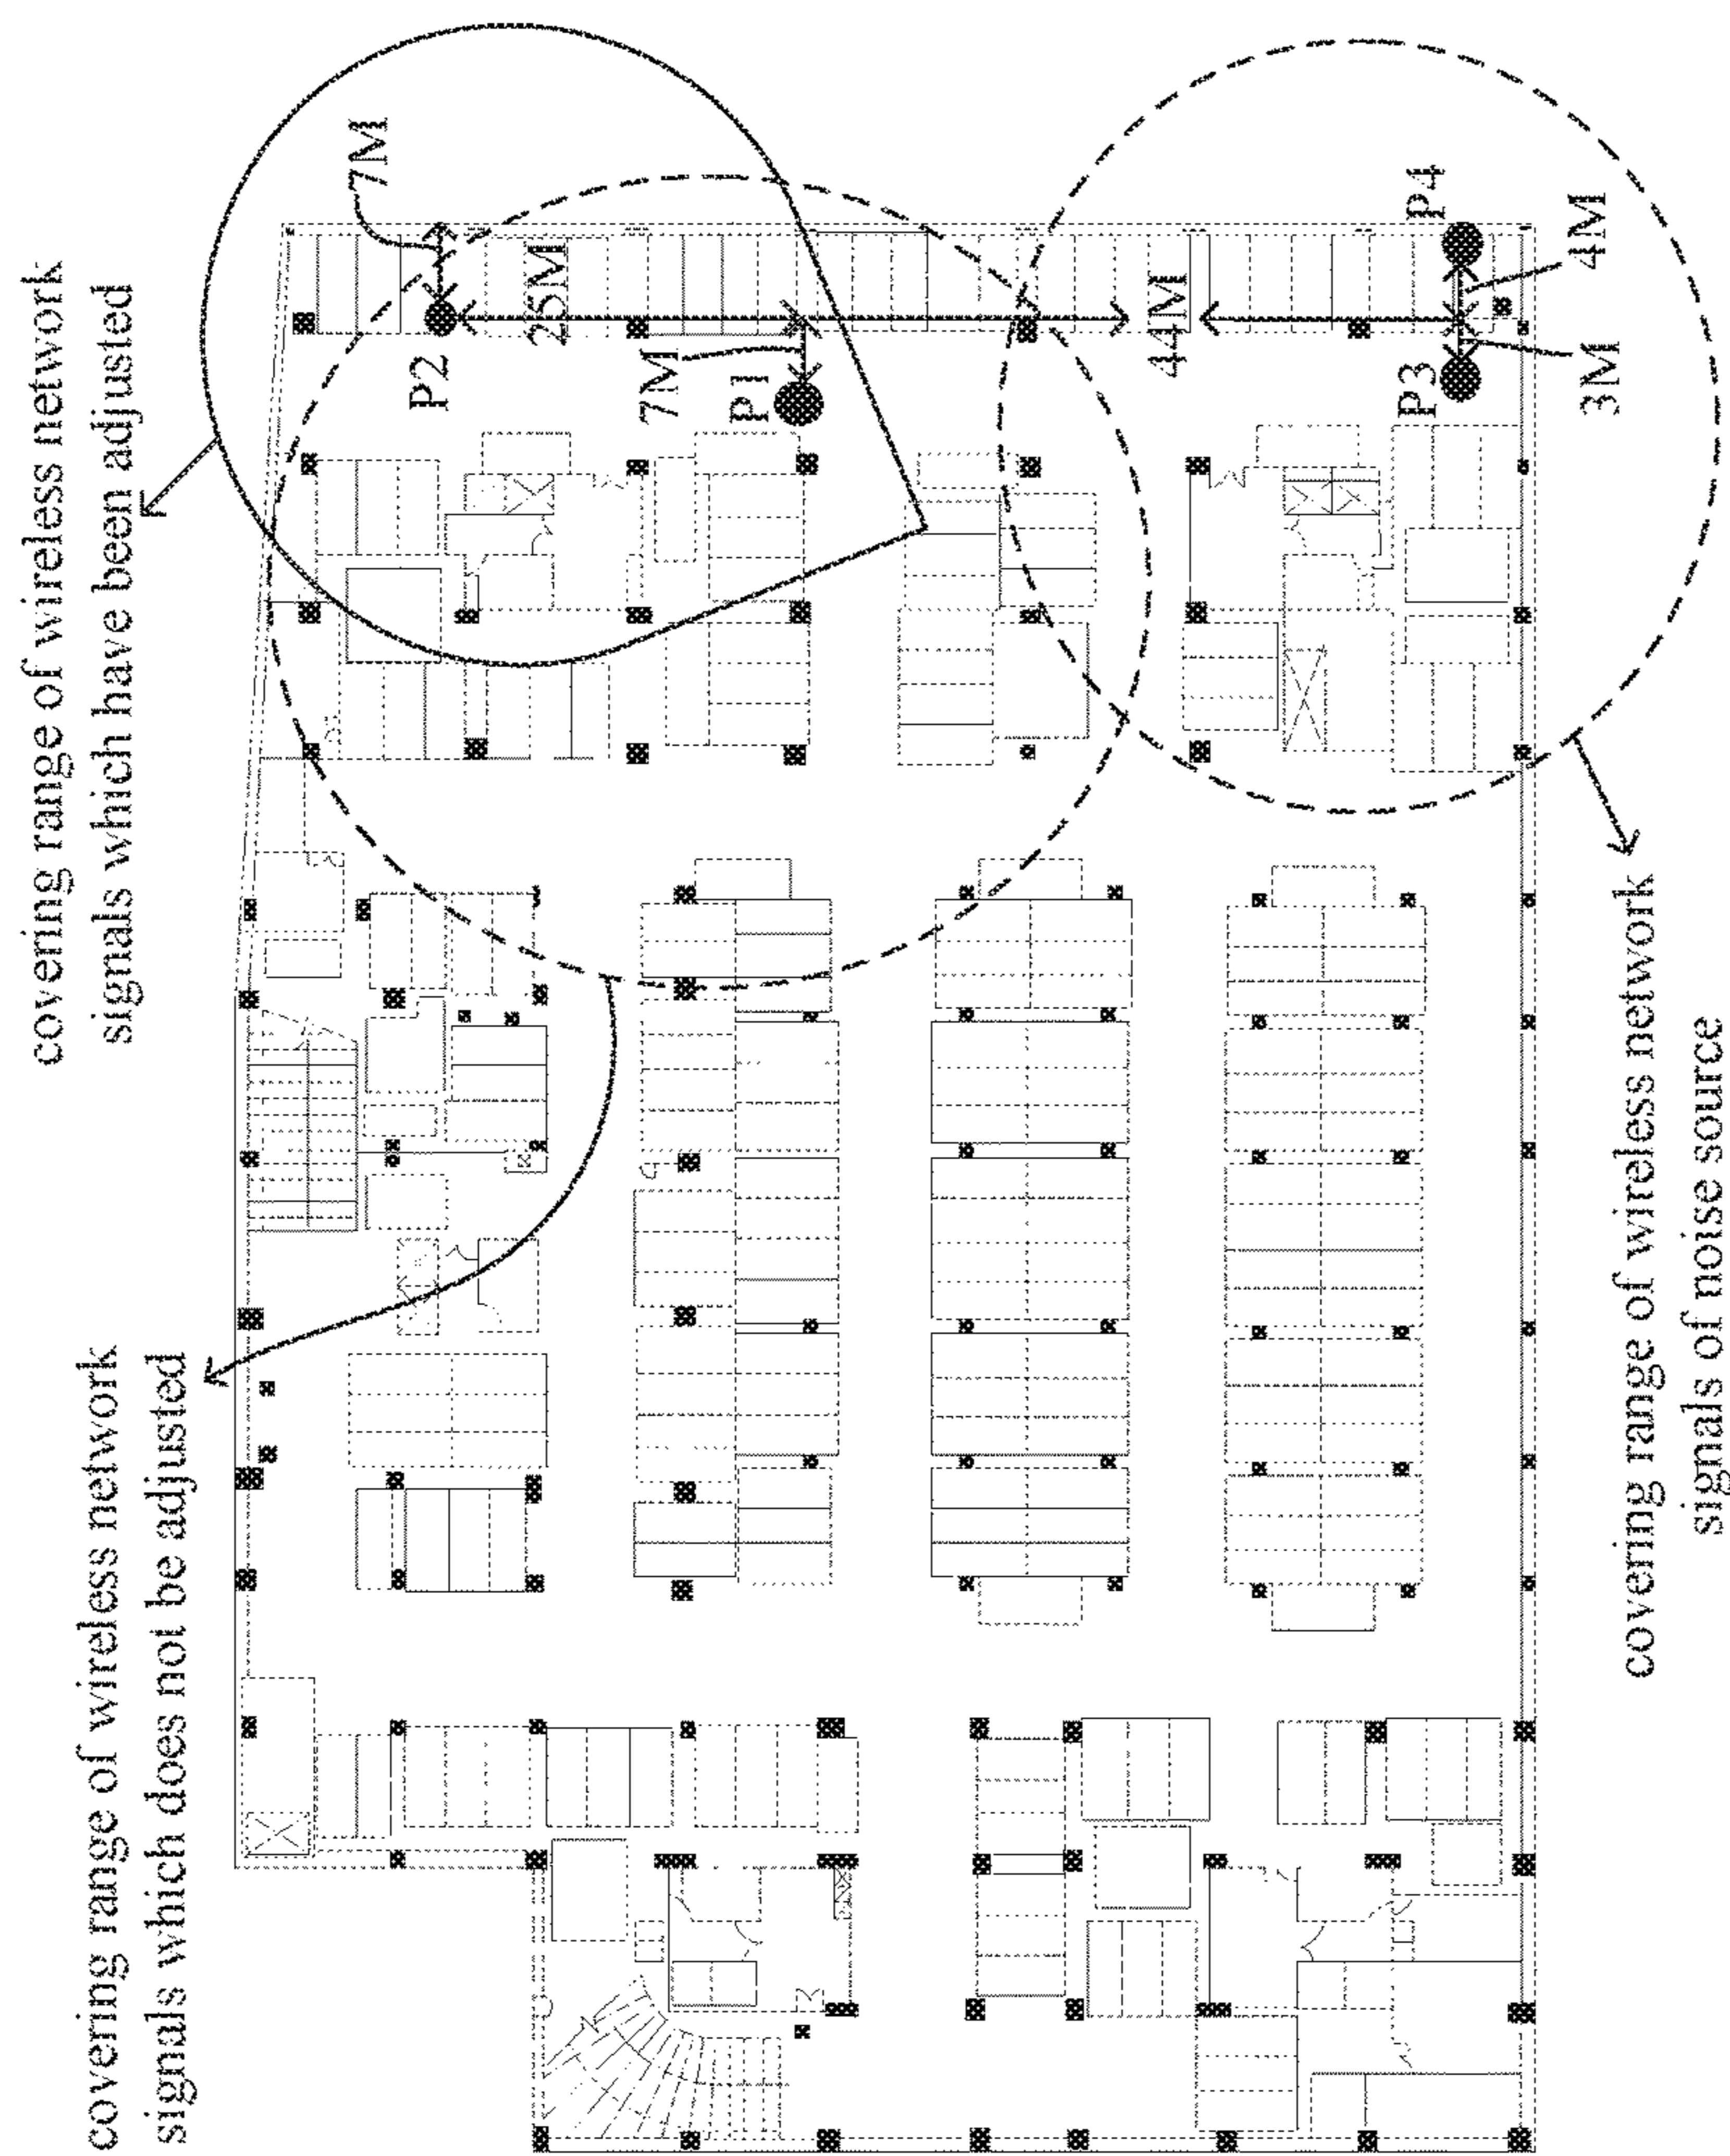 covering range of wireless network
signals which have been adjusted
covering range of wireless network
signals which does not be adjusted
7M
P2
25M
7M
P1
44M
P3
P4
3M
4M
covering range of wireless network
signals of noise source